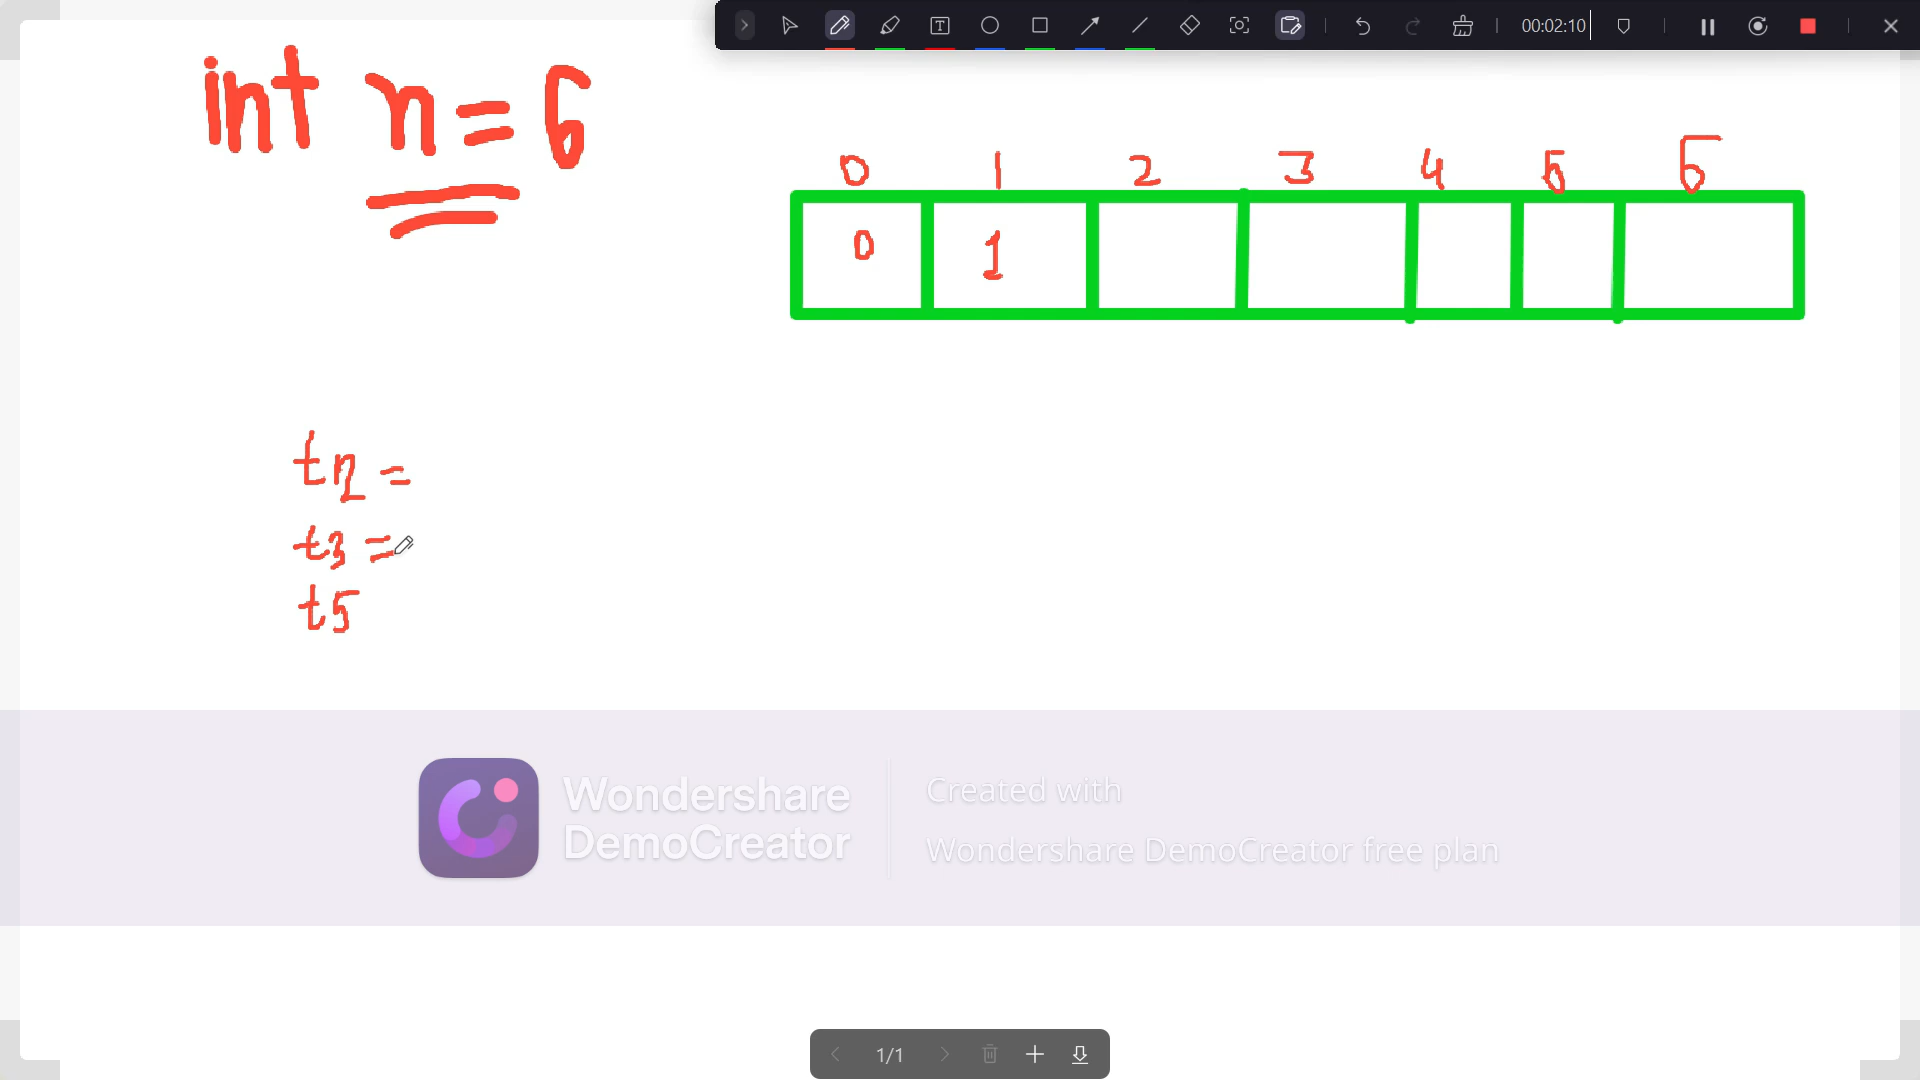 00:02:10
int n = 6
0 1 2 3 4 5 6
0 1
t2 =
t3 =
t5
Wondershare
DemoCreator
Created with
Wondershare DemoCreator free plan
1/1